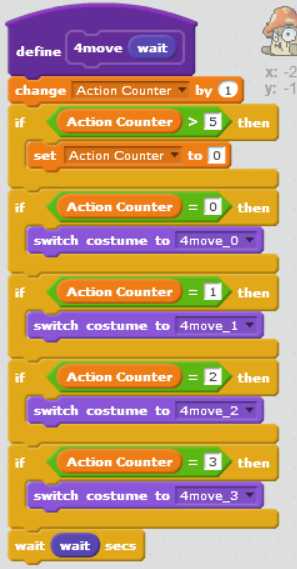 define 4move wait
x: -2
change Action Counter by 1
y: -1
if Action Counter > 5 then
set Action Counter to 0
if Action Counter = 0 then
switch costume to 4move_0
if Action Counter = 1 then
switch costume to 4move_1
if Action Counter = 2 then
switch costume to 4move_2
if Action Counter = 3 then
switch costume to 4move_3
wait wait secs